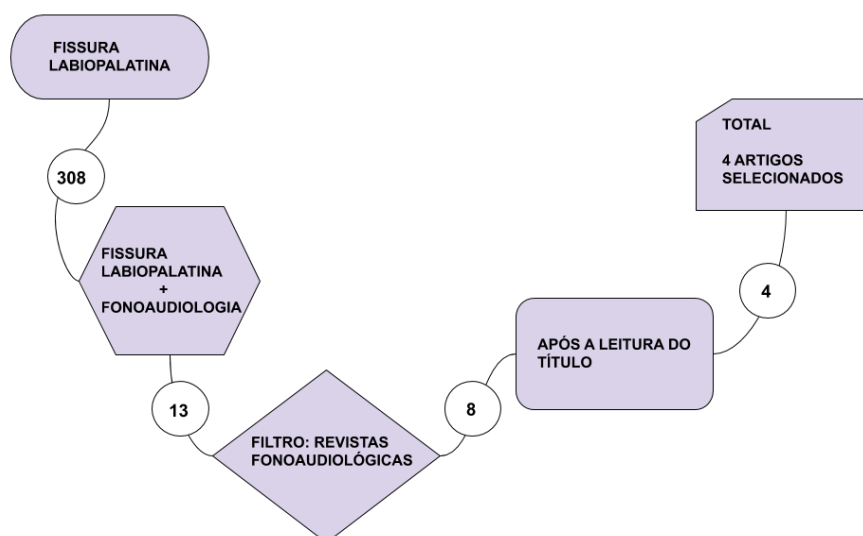 FISSURA
LABIOPALATINA
308
FISSURA
LABIOPALATINA
+
FONOAUDIOLOGIA
13
FILTRO: REVISTAS
FONOAUDIOLÓGICAS
8
APÓS A LEITURA DO
TÍTULO
4
TOTAL
4 ARTIGOS
SELECIONADOS